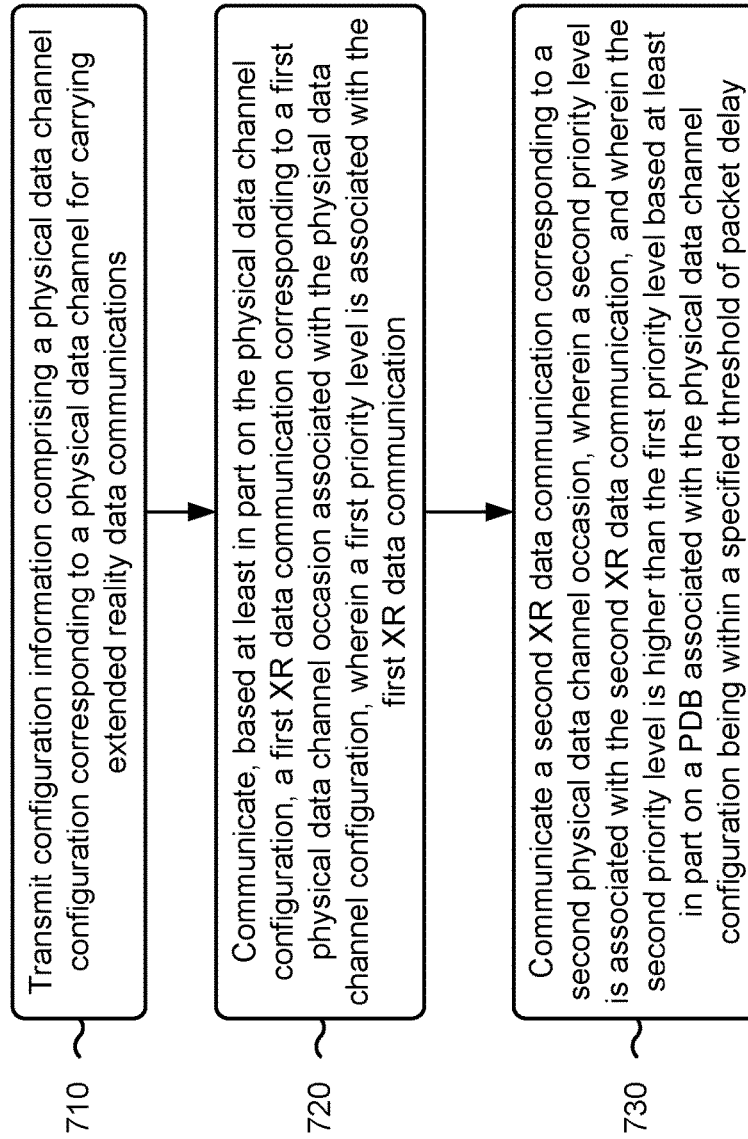 710
Transmit configuration information comprising a physical data channel
configuration corresponding to a physical data channel for carrying
extended reality data communications
720
Communicate, based at least in part on the physical data channel
configuration, a first XR data communication corresponding to a first
physical data channel occasion associated with the physical data
channel configuration, wherein a first priority level is associated with the
first XR data communication
730
Communicate a second XR data communication corresponding to a
second physical data channel occasion, wherein a second priority level
is associated with the second XR data communication, and wherein the
second priority level is higher than the first priority level based at least
in part on a PDB associated with the physical data channel
configuration being within a specified threshold of packet delay